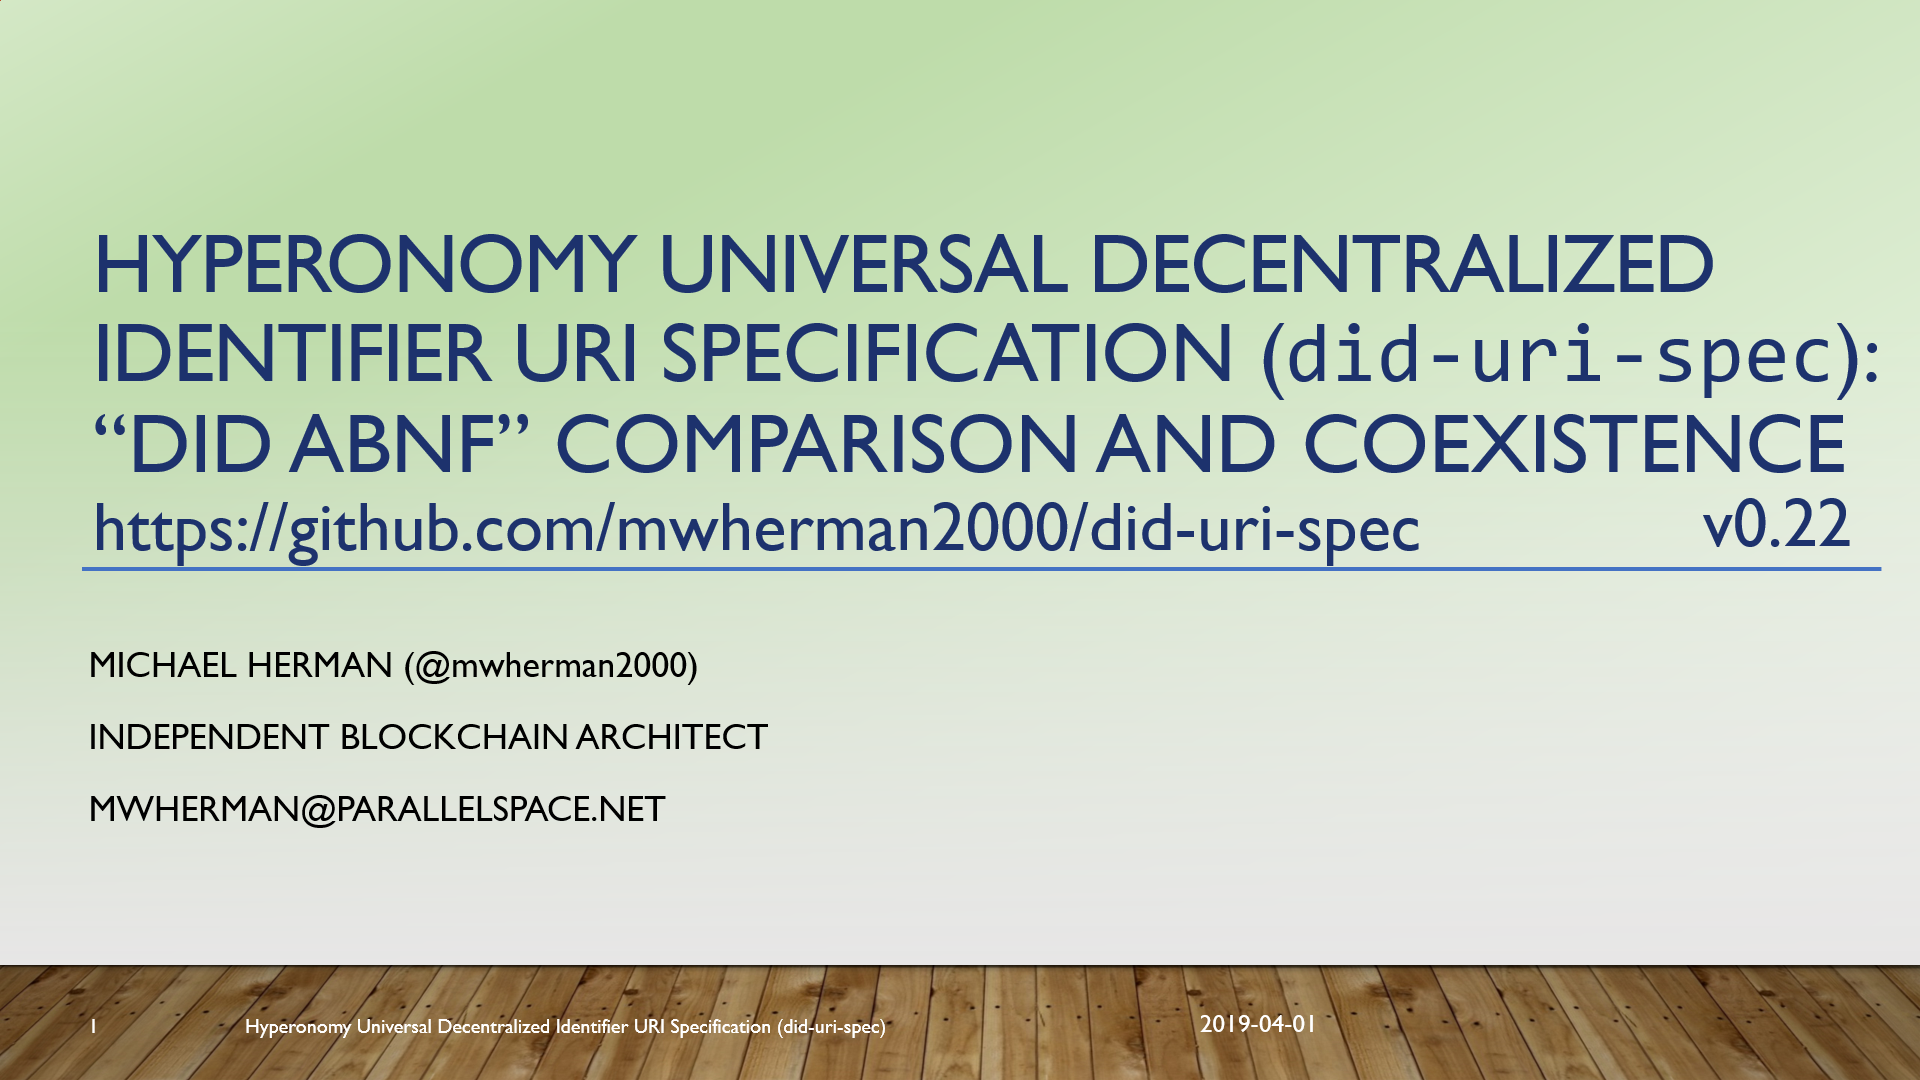 HYPERONOMY UNIVERSAL DECENTRALIZED
IDENTIFIER URI SPECIFICATION (did-uri-spec):
“DID ABNF” COMPARISON AND COEXISTENCE
https://github.com/mwherman2000/did-uri-spec v0.22
MICHAEL HERMAN (@mwherman2000)
INDEPENDENT BLOCKCHAIN ARCHITECT
MWHERMAN@PARALLELSPACE.NET
1 Hyperonomy Universal Decentralized Identifier URI Specification (did-uri-spec) 2019-04-01